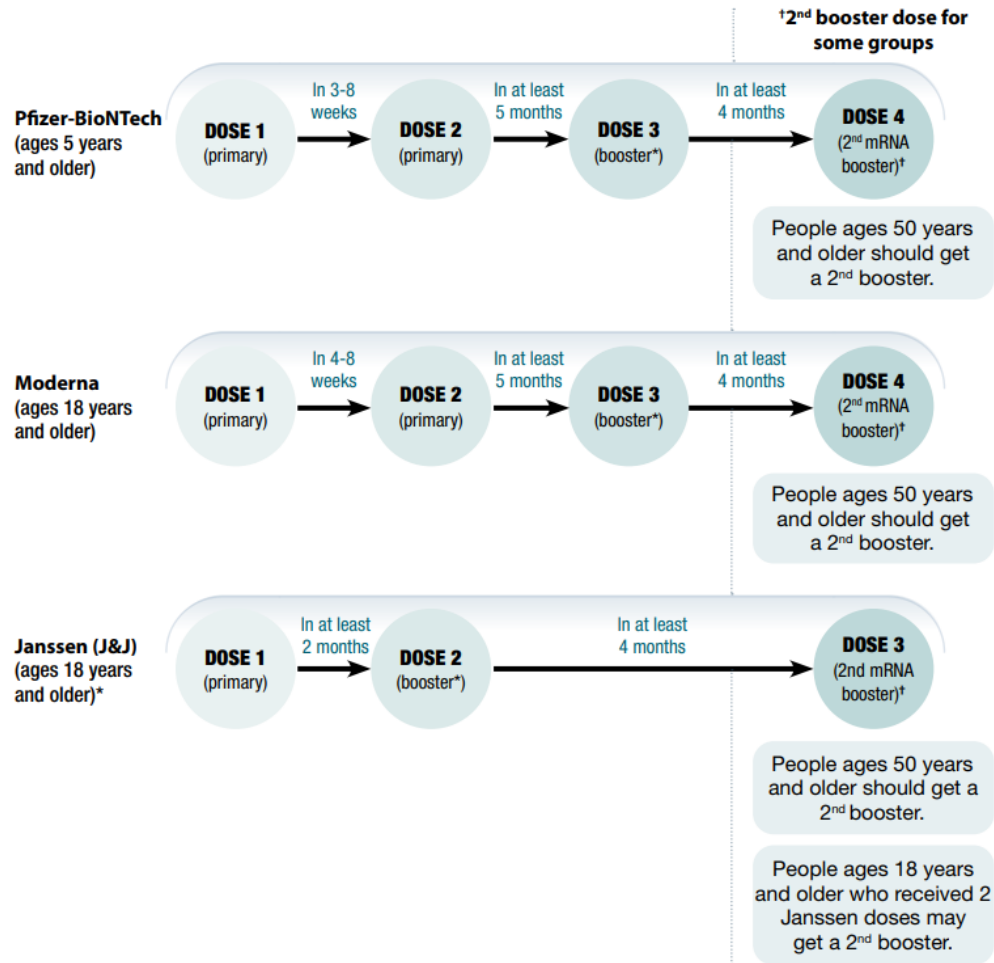 †2nd booster dose for
some groups
Pfizer-BioNTech
(ages 5 years
and older)
DOSE 1
(primary)
In 3-8
weeks
DOSE 2
(primary)
In at least
5 months
DOSE 3
(booster*)
In at least
4 months
DOSE 4
(2nd mRNA
booster)†
People ages 50 years
and older should get
a 2nd booster.
Moderna
(ages 18 years
and older)
DOSE 1
(primary)
In 4-8
weeks
DOSE 2
(primary)
In at least
5 months
DOSE 3
(booster*)
In at least
4 months
DOSE 4
(2nd mRNA
booster)†
People ages 50 years
and older should get
a 2nd booster.
Janssen (J&J)
(ages 18 years
and older)*
DOSE 1
(primary)
In at least
2 months
DOSE 2
(booster*)
In at least
4 months
DOSE 3
(2nd mRNA
booster)†
People ages 50 years
and older should get a
2nd booster.
People ages 18 years
and older who received 2
Janssen doses may
get a 2nd booster.